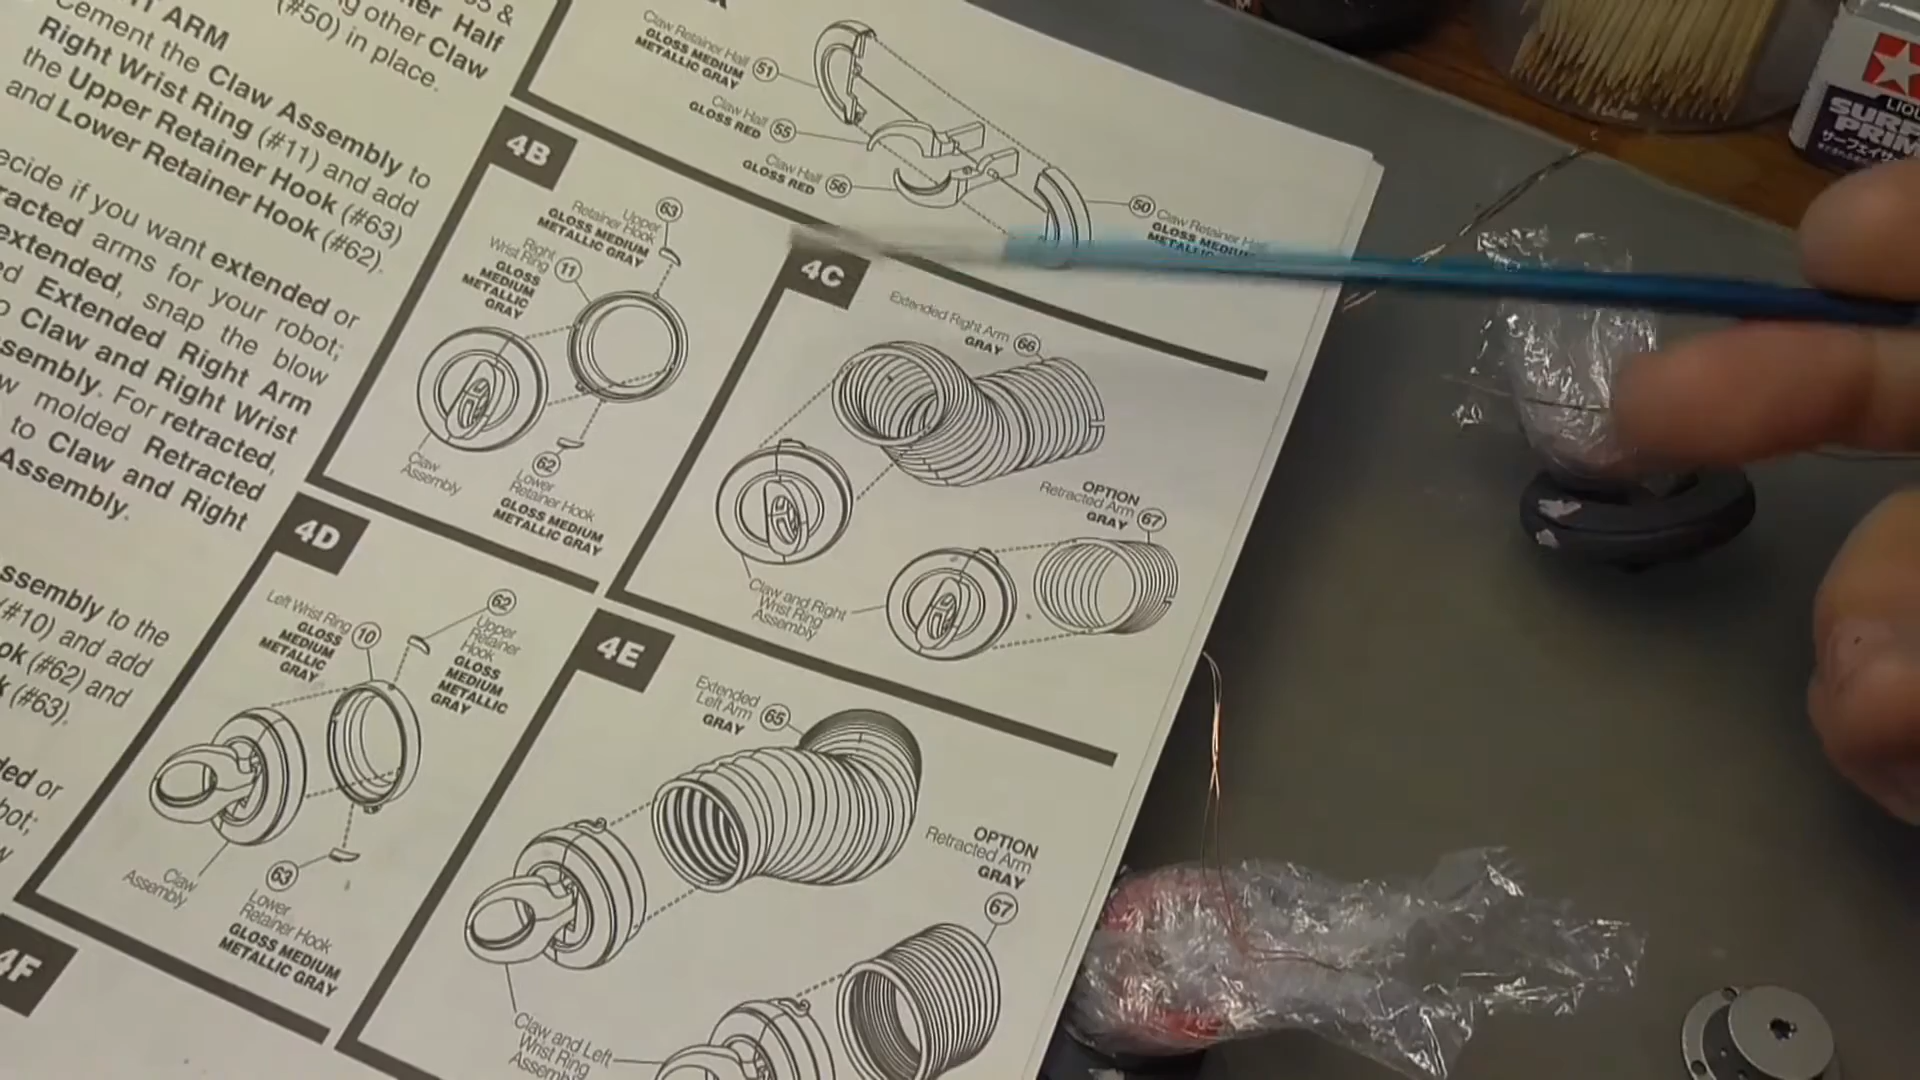 (#50) in place.
T ARM
Cement the Claw Assembly to
Right Wrist Ring (#11) and add
the Upper Retainer Hook (#63)
and Lower Retainer Hook (#62).
ecide if you want extended or
racted arms for your robot;
extended, snap the blow
ed Extended Right Arm
o Claw and Right Wrist
sembly. For retracted,
w molded Retracted
to Claw and Right
Assembly.
ssembly to the
(#10) and add
ok (#62) and
k (#63).
ded or
bot;
Claw Retainer Half
GLOSS MEDIUM
METALLIC GRAY
51
Claw Half
GLOSS RED
55
Claw Half
GLOSS RED
56
50
Claw Retainer
GLOSS MEDIUM
4B
63
Upper
Retainer Hook
GLOSS MEDIUM
METALLIC GRAY
Right
Wrist Ring
GLOSS
MEDIUM
METALLIC
GRAY
11
Claw
Assembly
62
Lower
Retainer Hook
GLOSS MEDIUM
METALLIC GRAY
4C
Extended Right Arm
GRAY
66
OPTION
Retracted Arm
GRAY
67
Claw and Right
Wrist Ring
Assembly
4D
Left Wrist Ring
GLOSS
MEDIUM
METALLIC
GRAY
10
62
Upper
Retainer
Hook
GLOSS
MEDIUM
METALLIC
GRAY
Claw
Assembly
63
Lower
Retainer Hook
GLOSS MEDIUM
METALLIC GRAY
4E
Extended
Left Arm
GRAY
65
OPTION
Retracted Arm
GRAY
67
Claw and Left
Wrist Ring
4F